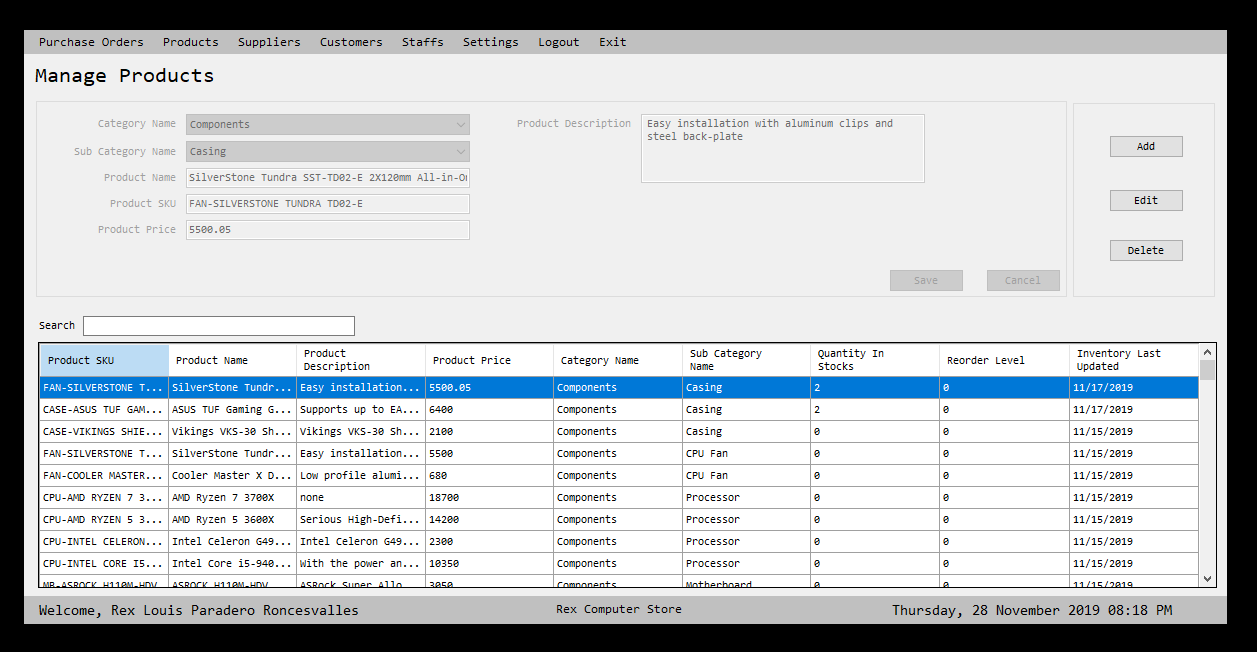 Purchase Orders Products Suppliers Customers Staffs Settings Logout Exit
Manage Products
Category Name Components
Sub Category Name Casing
Product Name SilverStone Tundra SST-TD02-E 2X120mm All-in-O
Product SKU FAN-SILVERSTONE TUNDRA TD02-E
Product Price 5500.05
Product Description Easy installation with aluminum clips and
steel back-plate
Save Cancel
Add
Edit
Delete
Search
Product SKU Product Name Product Description Product Price Category Name Sub Category Name Quantity In Stocks Reorder Level Inventory Last Updated
FAN-SILVERSTONE T... SilverStone Tundr... Easy installation... 5500.05 Components Casing 2 0 11/17/2019
CASE-ASUS TUF GAM... ASUS TUF Gaming G... Supports up to EA... 6400 Components Casing 2 0 11/17/2019
CASE-VIKINGS SHIE... Vikings VKS-30 Sh... Vikings VKS-30 Sh... 2100 Components Casing 0 0 11/15/2019
FAN-SILVERSTONE T... SilverStone Tundr... Easy installation... 5500 Components CPU Fan 0 0 11/15/2019
FAN-COOLER MASTER... Cooler Master X D... Low profile alumi... 680 Components CPU Fan 0 0 11/15/2019
CPU-AMD RYZEN 7 3... AMD Ryzen 7 3700X none 18700 Components Processor 0 0 11/15/2019
CPU-AMD RYZEN 5 3... AMD Ryzen 5 3600X Serious High-Defi... 14200 Components Processor 0 0 11/15/2019
CPU-INTEL CELERON... Intel Celeron G49... Intel Celeron G49... 2300 Components Processor 0 0 11/15/2019
CPU-INTEL CORE I5... Intel Core i5-940... With the power an... 10350 Components Processor 0 0 11/15/2019
MB-ASROCK H110M-HDV ASROCK H110M-HDV ASRock Super Allo... 3050 Components Motherboard 0 0 11/15/2019
Welcome, Rex Louis Paradero Roncesvalles Rex Computer Store Thursday, 28 November 2019 08:18 PM